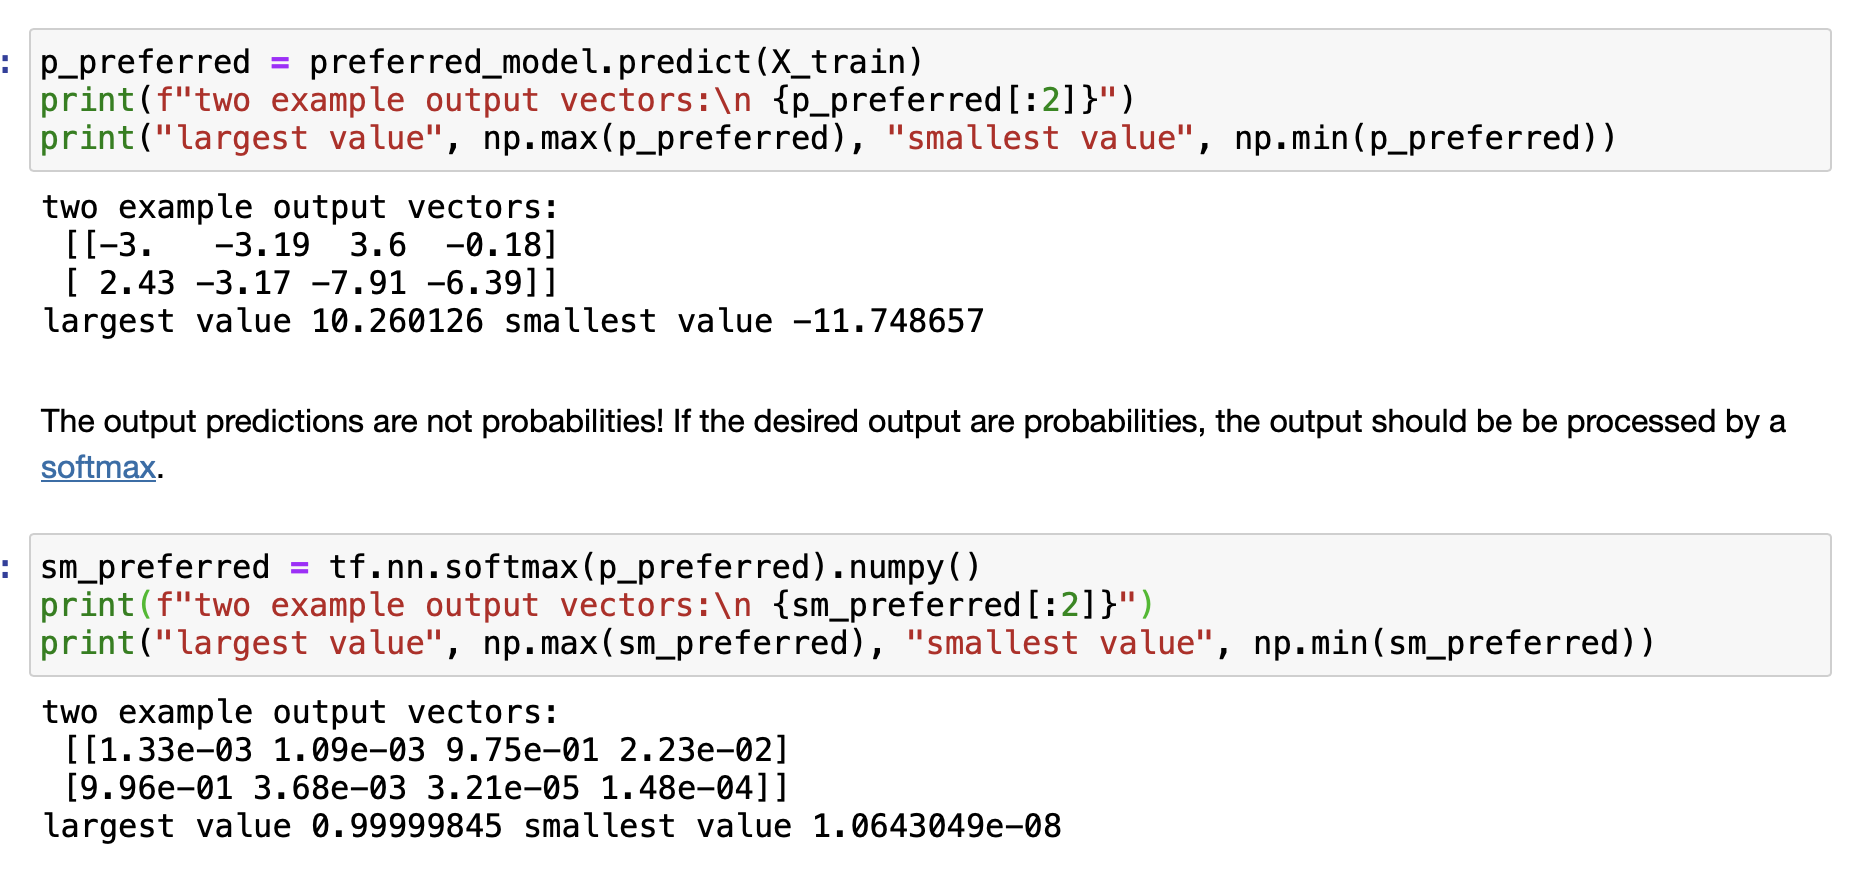 : p_preferred = preferred_model.predict(X_train)
print(f"two example output vectors:\n {p_preferred[:2]}")
print("largest value", np.max(p_preferred), "smallest value", np.min(p_preferred))
two example output vectors:
 [[-3.   -3.19  3.6  -0.18]
 [ 2.43 -3.17 -7.91 -6.39]]
largest value 10.260126 smallest value -11.748657
The output predictions are not probabilities! If the desired output are probabilities, the output should be be processed by a
softmax.
: sm_preferred = tf.nn.softmax(p_preferred).numpy()
print(f"two example output vectors:\n {sm_preferred[:2]}")
print("largest value", np.max(sm_preferred), "smallest value", np.min(sm_preferred))
two example output vectors:
 [[1.33e-03 1.09e-03 9.75e-01 2.23e-02]
 [9.96e-01 3.68e-03 3.21e-05 1.48e-04]]
largest value 0.99999845 smallest value 1.0643049e-08